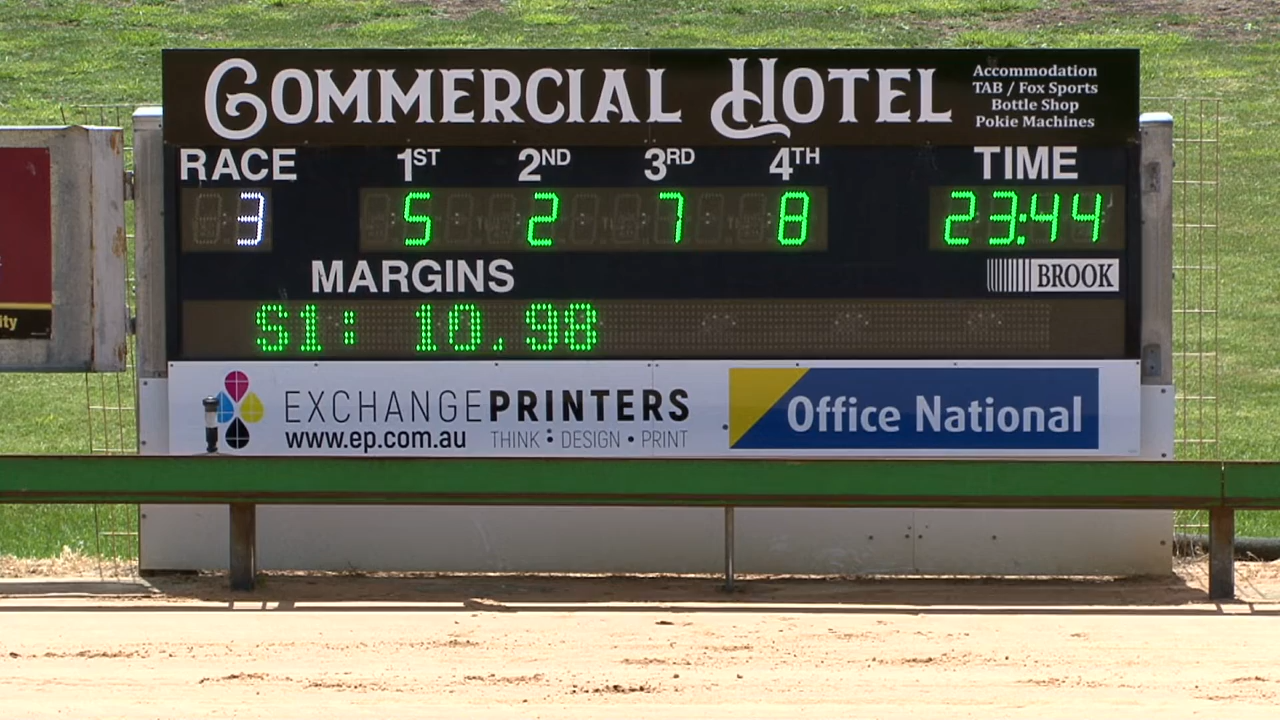 COMMERCIAL HOTEL
Accommodation
TAB / Fox Sports
Bottle Shop
Pokie Machines
RACE 1ST 2ND 3RD 4TH TIME
3 5 2 7 8 23:44
MARGINS
BROOK
S1: 10.98
EXCHANGEPRINTERS
www.ep.com.au THINK • DESIGN • PRINT
Office National
ity